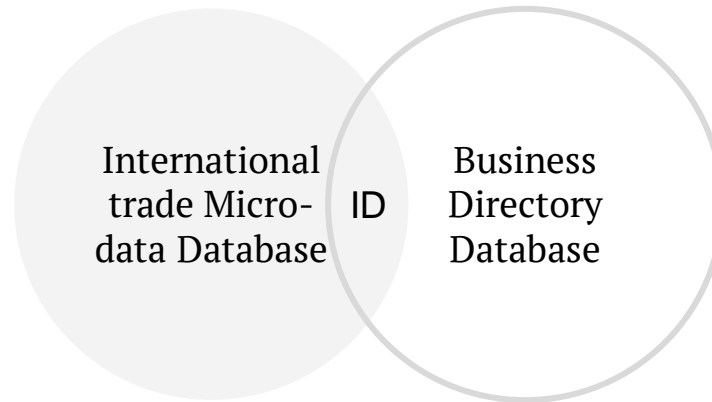 International
trade Micro-
data Database
ID
Business
Directory
Database